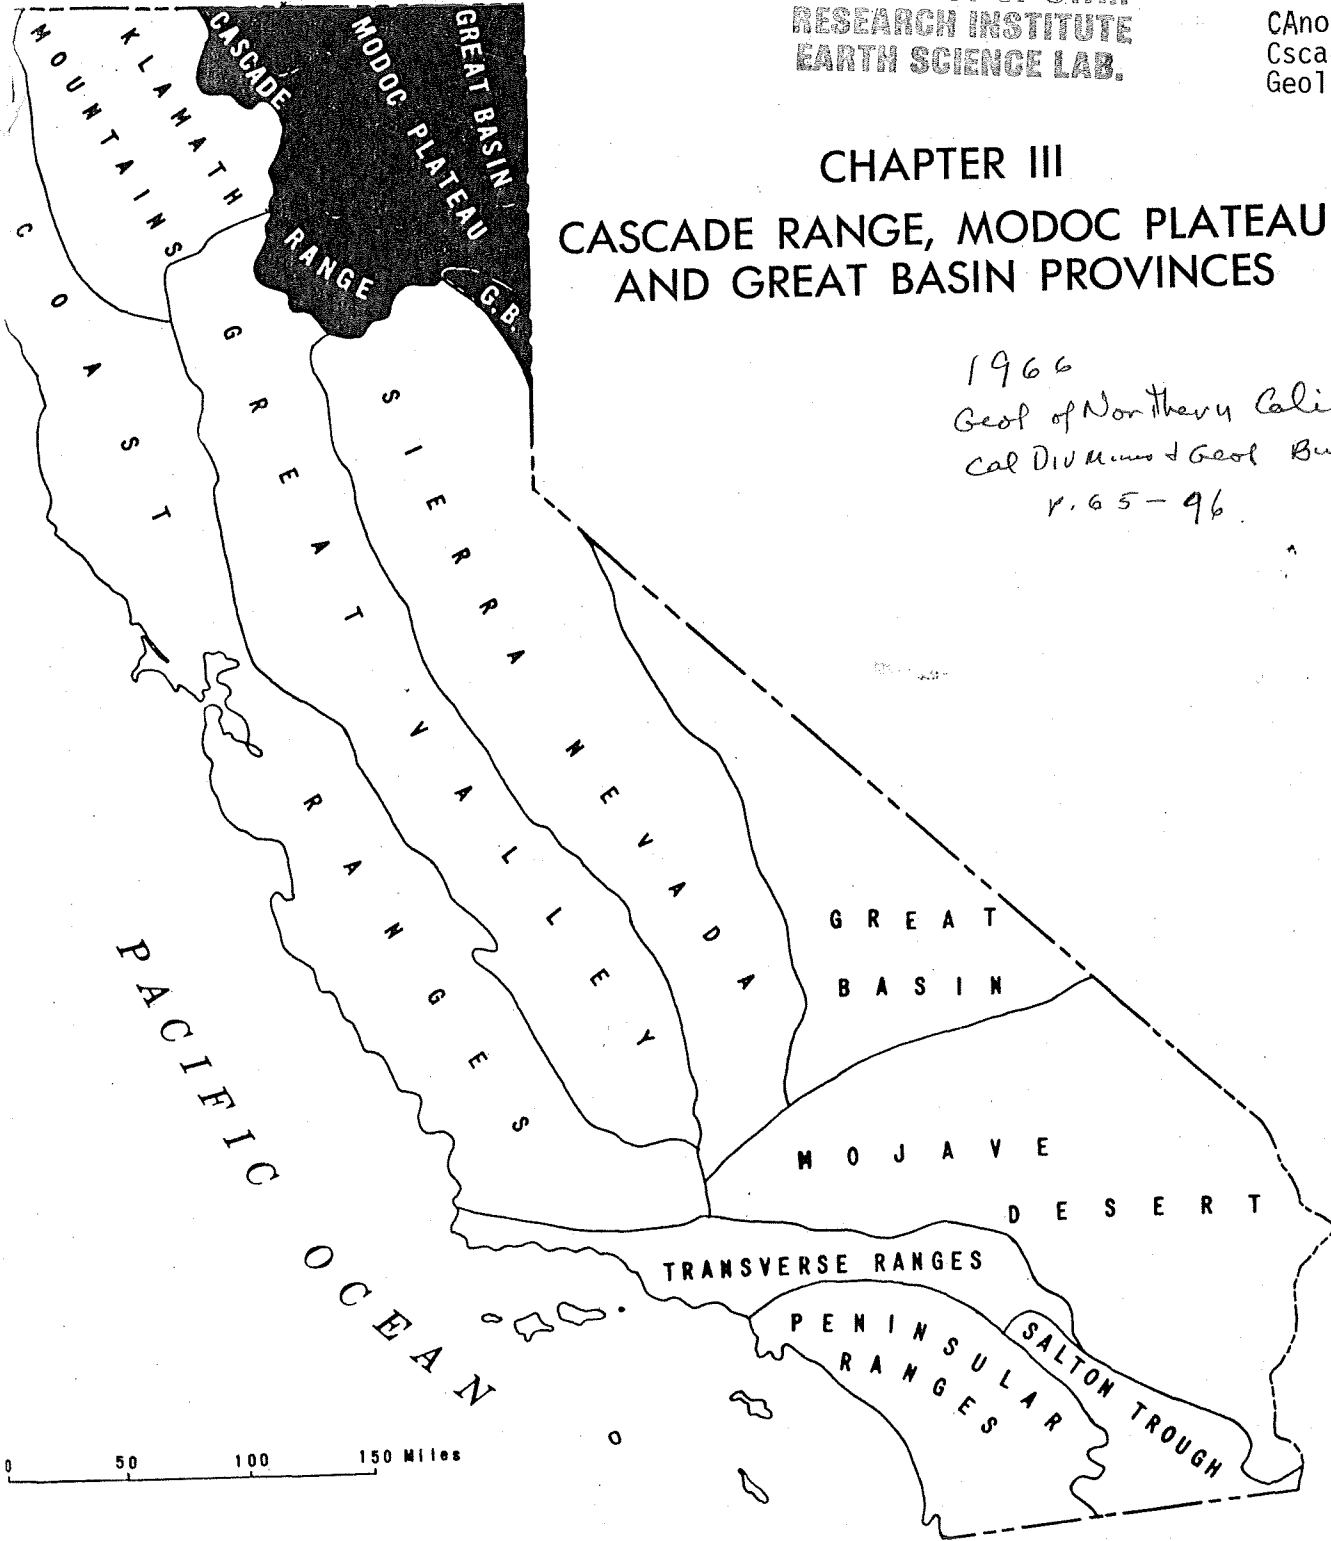 RESEARCH INSTITUTE
EARTH SCIENCE LAB.
CAno
Csca
Geol
CHAPTER III
CASCADE RANGE, MODOC PLATEAU
AND GREAT BASIN PROVINCES
1966
Geol of Northern Cali
Cal Div Mines & Geol Bu
p. 65-96.
KLAMATH
MOUNTAINS
CASCADE
RANGE
MODOC PLATEAU
GREAT BASIN
G.B.
COAST
RANGES
GREAT VALLEY
SIERRA NEVADA
GREAT
BASIN
MOJAVE
DESERT
TRANSVERSE RANGES
PENINSULAR
RANGES
SALTON TROUGH
PACIFIC OCEAN
0 50 100 150 Miles